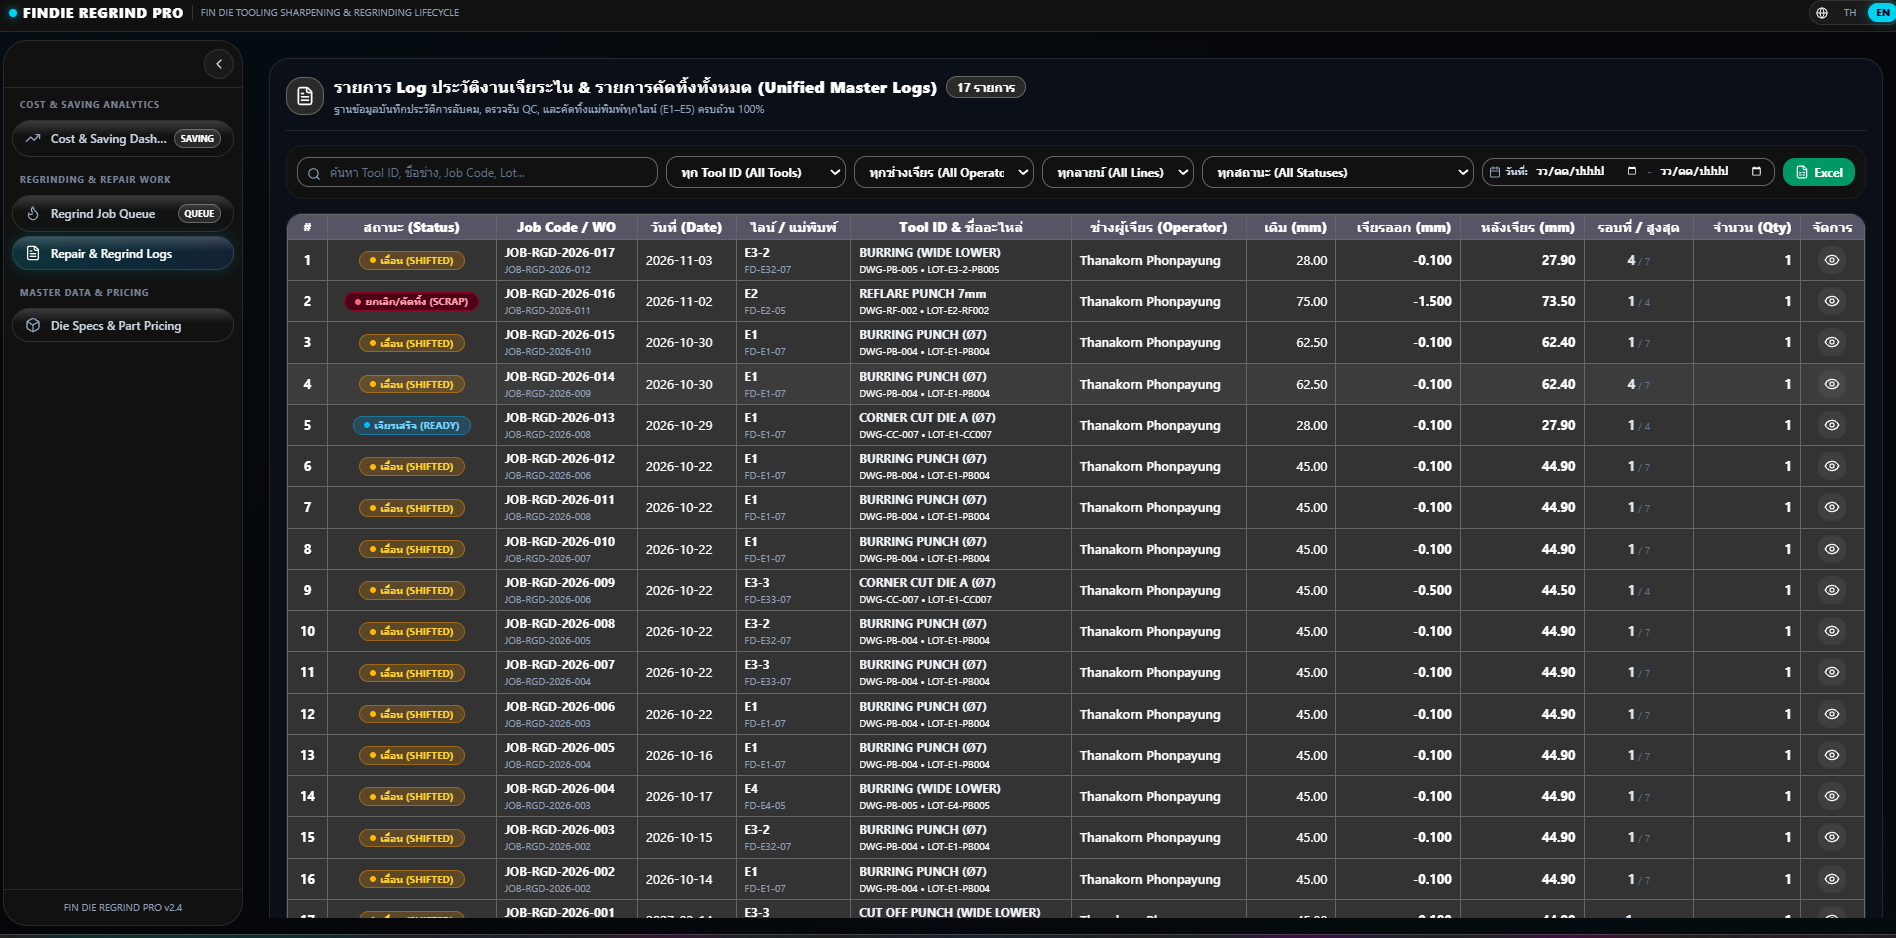 FINDIE REGRIND PRO
FIN DIE TOOLING SHARPENING & REGRINDING LIFECYCLE
TH
EN
COST & SAVING ANALYTICS
Cost & Saving Dash...
SAVING
REGRINDING & REPAIR WORK
Regrind Job Queue
QUEUE
Repair & Regrind Logs
MASTER DATA & PRICING
Die Specs & Part Pricing
FIN DIE REGRIND PRO v2.4
รายการ Log ประวัติงานเจียระไน & รายการคัดทิ้งทั้งหมด (Unified Master Logs)
17 รายการ
ฐานข้อมูลบันทึกประวัติการลับคม, ตรวจรับ QC, และคัดทิ้งแม่พิมพ์ทุกไลน์ (E1–E5) ครบถ้วน 100%
ค้นหา Tool ID, ชื่อช่าง, Job Code, Lot...
ทุก Tool ID (All Tools)
ทุกช่างเจียร (All Operato
ทุกลายน์ (All Lines)
ทุกสถานะ (All Statuses)
วันที่: วว/ดด/ปปปป - วว/ดด/ปปปป
Excel
# สถานะ (Status) Job Code / WO วันที่ (Date) ไลน์ / แม่พิมพ์ Tool ID & ชื่ออะไหล่ ช่างผู้เจียร (Operator) เดิม (mm) เจียรออก (mm) หลังเจียร (mm) รอบที่ / สูงสุด จำนวน (Qty) จัดการ
1 เลื่อน (SHIFTED) JOB-RGD-2026-017 2026-11-03 E3-2 BURRING (WIDE LOWER) Thanakorn Phonpayung 28.00 -0.100 27.90 4 / 7 1
JOB-RGD-2026-012 FD-E32-07 DWG-PB-005 • LOT-E3-2-PB005
2 ยกเลิก/คัดทิ้ง (SCRAP) JOB-RGD-2026-016 2026-11-02 E2 REFLARE PUNCH 7mm Thanakorn Phonpayung 75.00 -1.500 73.50 1 / 4 1
JOB-RGD-2026-011 FD-E2-05 DWG-RF-002 • LOT-E2-RF002
3 เลื่อน (SHIFTED) JOB-RGD-2026-015 2026-10-30 E1 BURRING PUNCH (Ø7) Thanakorn Phonpayung 62.50 -0.100 62.40 1 / 7 1
JOB-RGD-2026-010 FD-E1-07 DWG-PB-004 • LOT-E1-PB004
4 เลื่อน (SHIFTED) JOB-RGD-2026-014 2026-10-30 E1 BURRING PUNCH (Ø7) Thanakorn Phonpayung 62.50 -0.100 62.40 4 / 7 1
JOB-RGD-2026-009 FD-E1-07 DWG-PB-004 • LOT-E1-PB004
5 เจียรเสร็จ (READY) JOB-RGD-2026-013 2026-10-29 E1 CORNER CUT DIE A (Ø7) Thanakorn Phonpayung 28.00 -0.100 27.90 1 / 4 1
JOB-RGD-2026-008 FD-E1-07 DWG-CC-007 • LOT-E1-CC007
6 เลื่อน (SHIFTED) JOB-RGD-2026-012 2026-10-22 E1 BURRING PUNCH (Ø7) Thanakorn Phonpayung 45.00 -0.100 44.90 1 / 7 1
JOB-RGD-2026-006 FD-E1-07 DWG-PB-004 • LOT-E1-PB004
7 เลื่อน (SHIFTED) JOB-RGD-2026-011 2026-10-22 E1 BURRING PUNCH (Ø7) Thanakorn Phonpayung 45.00 -0.100 44.90 1 / 7 1
JOB-RGD-2026-008 FD-E1-07 DWG-PB-004 • LOT-E1-PB004
8 เลื่อน (SHIFTED) JOB-RGD-2026-010 2026-10-22 E1 BURRING PUNCH (Ø7) Thanakorn Phonpayung 45.00 -0.100 44.90 1 / 7 1
JOB-RGD-2026-007 FD-E1-07 DWG-PB-004 • LOT-E1-PB004
9 เลื่อน (SHIFTED) JOB-RGD-2026-009 2026-10-22 E3-3 CORNER CUT DIE A (Ø7) Thanakorn Phonpayung 45.00 -0.500 44.50 1 / 4 1
JOB-RGD-2026-006 FD-E33-07 DWG-CC-007 • LOT-E1-CC007
10 เลื่อน (SHIFTED) JOB-RGD-2026-008 2026-10-22 E3-2 BURRING PUNCH (Ø7) Thanakorn Phonpayung 45.00 -0.100 44.90 1 / 7 1
JOB-RGD-2026-005 FD-E32-07 DWG-PB-004 • LOT-E1-PB004
11 เลื่อน (SHIFTED) JOB-RGD-2026-007 2026-10-22 E3-3 BURRING PUNCH (Ø7) Thanakorn Phonpayung 45.00 -0.100 44.90 1 / 7 1
JOB-RGD-2026-004 FD-E33-07 DWG-PB-004 • LOT-E1-PB004
12 เลื่อน (SHIFTED) JOB-RGD-2026-006 2026-10-22 E1 BURRING PUNCH (Ø7) Thanakorn Phonpayung 45.00 -0.100 44.90 1 / 7 1
JOB-RGD-2026-003 FD-E1-07 DWG-PB-004 • LOT-E1-PB004
13 เลื่อน (SHIFTED) JOB-RGD-2026-005 2026-10-16 E1 BURRING PUNCH (Ø7) Thanakorn Phonpayung 45.00 -0.100 44.90 1 / 7 1
JOB-RGD-2026-004 FD-E1-07 DWG-PB-004 • LOT-E1-PB004
14 เลื่อน (SHIFTED) JOB-RGD-2026-004 2026-10-17 E4 BURRING (WIDE LOWER) Thanakorn Phonpayung 45.00 -0.100 44.90 1 / 7 1
JOB-RGD-2026-003 FD-E4-05 DWG-PB-005 • LOT-E4-PB005
15 เลื่อน (SHIFTED) JOB-RGD-2026-003 2026-10-15 E3-2 BURRING PUNCH (Ø7) Thanakorn Phonpayung 45.00 -0.100 44.90 1 / 7 1
JOB-RGD-2026-002 FD-E32-07 DWG-PB-004 • LOT-E1-PB004
16 เลื่อน (SHIFTED) JOB-RGD-2026-002 2026-10-14 E1 BURRING PUNCH (Ø7) Thanakorn Phonpayung 45.00 -0.100 44.90 1 / 7 1
JOB-RGD-2026-002 FD-E1-07 DWG-PB-004 • LOT-E1-PB004
JOB-RGD-2026-001 E3-3 CUT OFF PUNCH (WIDE LOWER)